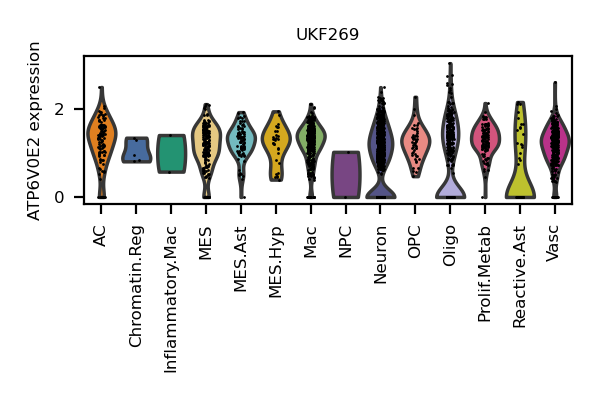 UKF269
ATP6V0E2 expression
2
0
AC
Chromatin.Reg
Inflammatory.Mac
MES
MES.Ast
MES.Hyp
Mac
NPC
Neuron
OPC
Oligo
Prolif.Metab
Reactive.Ast
Vasc